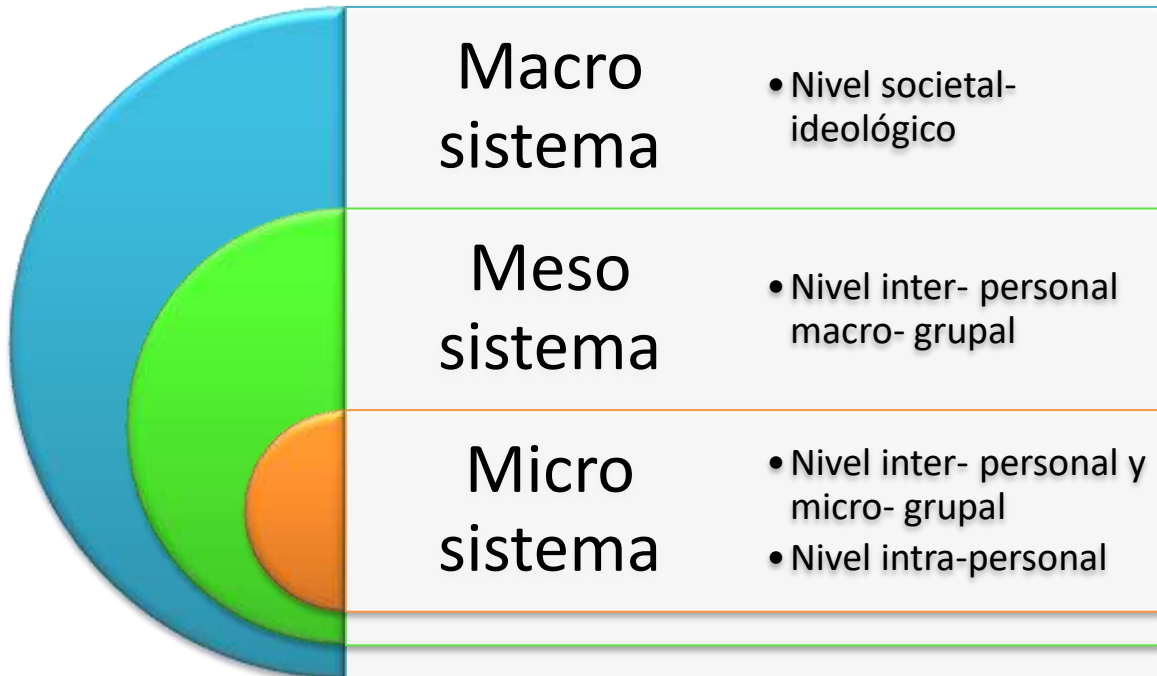 Macro
sistema
•Nivel societal-
ideológico
Meso
sistema
•Nivel inter- personal
macro- grupal
Micro
sistema
•Nivel inter- personal y
micro- grupal
•Nivel intra-personal